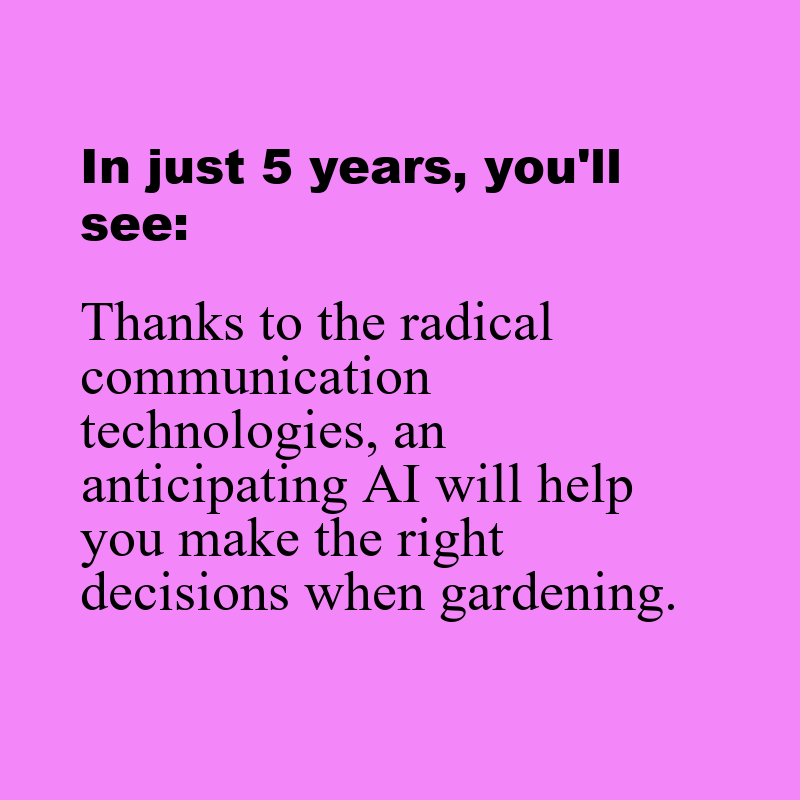 In just 5 years, you'll
see:
Thanks to the radical
communication
technologies, an
anticipating AI will help
you make the right
decisions when gardening.